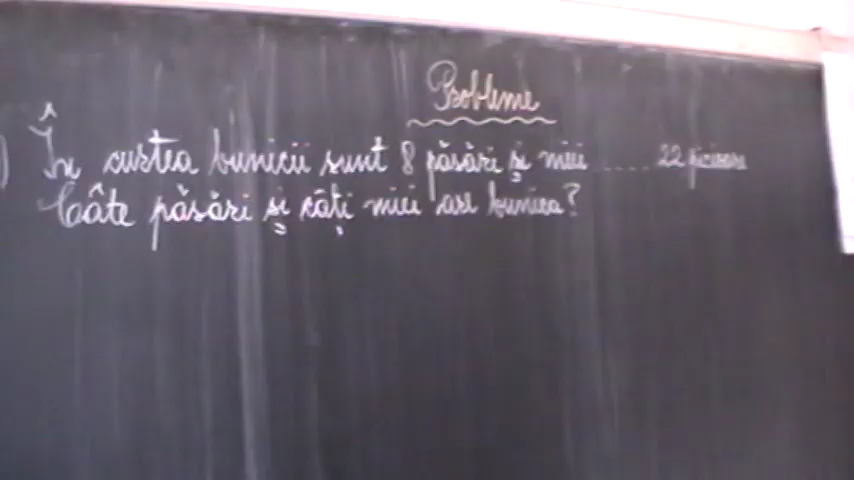 Probleme
) În curtea bunicii sunt 8 păsări și miei ..... 22 picioare
Câte păsări și câți miei are bunica?